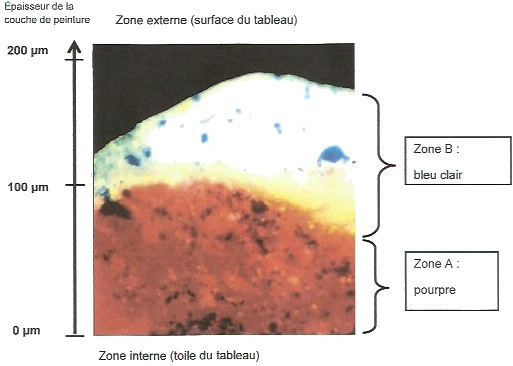 Épaisseur de la
couche de peinture
Zone externe (surface du tableau)
200 µm
100 µm
0 µm
Zone B :
bleu clair
Zone A :
pourpre
Zone interne (toile du tableau)